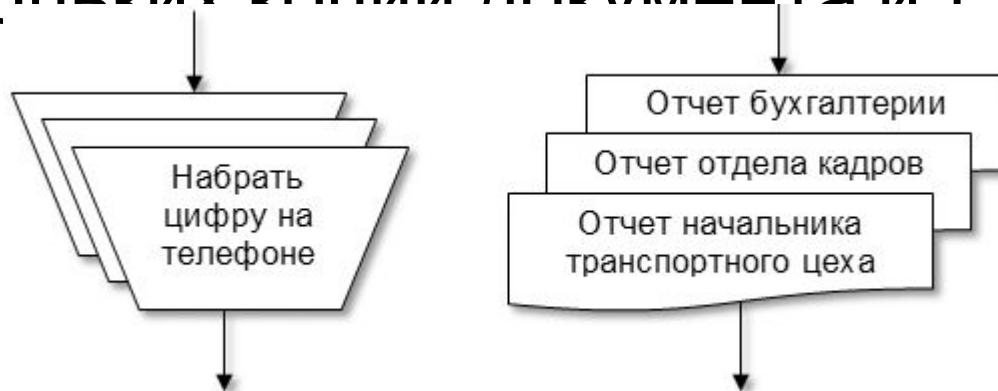 Набрать
цифру на
телефоне
Отчет бухгалтерии
Отчет отдела кадров
Отчет начальника
транспортного цеха